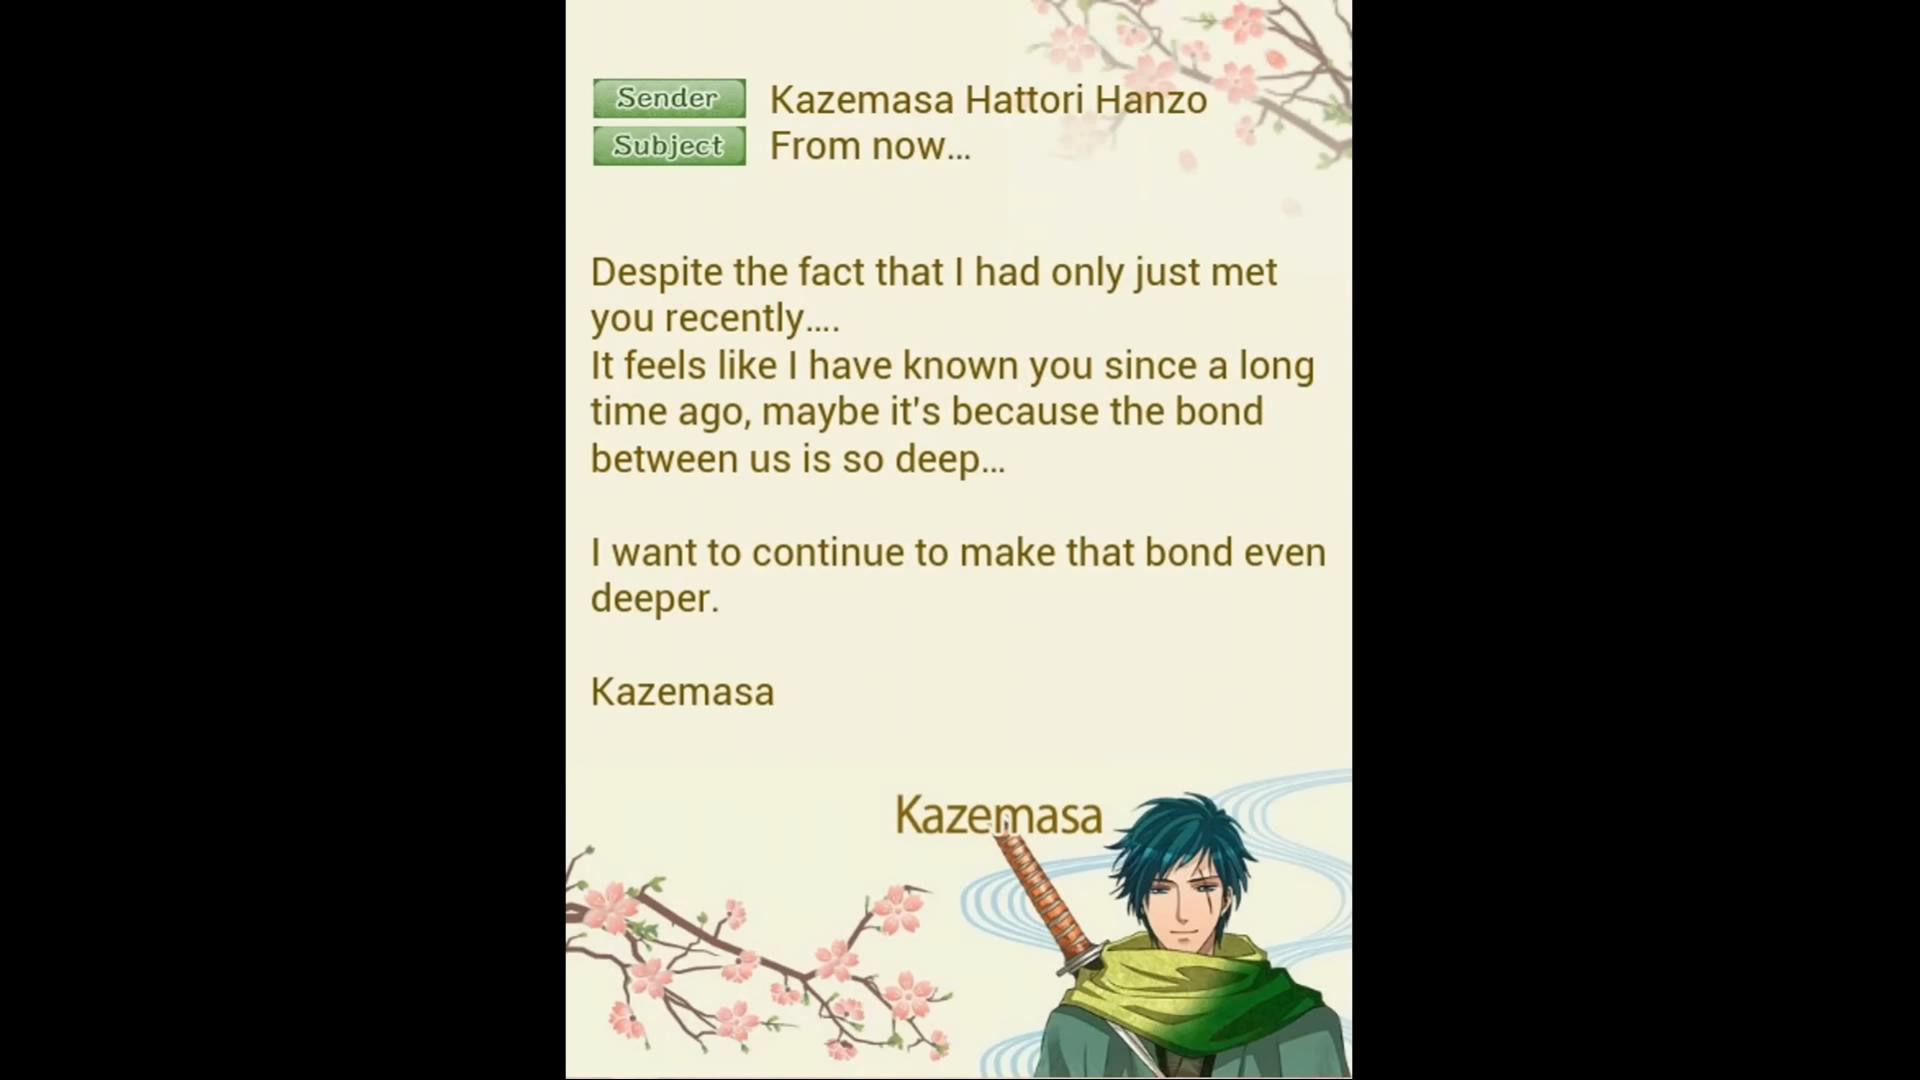 Sender Kazemasa Hattori Hanzo
Subject From now...
Despite the fact that I had only just met
you recently....
It feels like I have known you since a long
time ago, maybe it's because the bond
between us is so deep...
I want to continue to make that bond even
deeper.
Kazemasa
Kazemasa